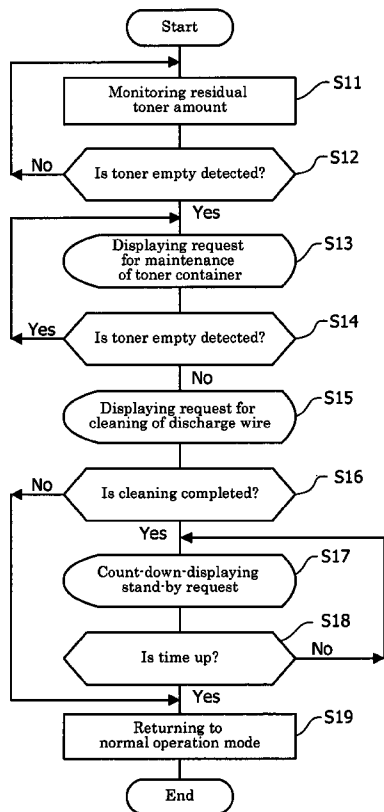 Start
Monitoring residual
toner amount
S11
Is toner empty detected?
S12
No
Yes
Displaying request
for maintenance
of toner container
S13
Is toner empty detected?
S14
Yes
No
Displaying request for
cleaning of discharge wire
S15
Is cleaning completed?
S16
No
Yes
Count-down-displaying
stand-by request
S17
Is time up?
S18
No
Yes
Returning to
normal operation mode
S19
End